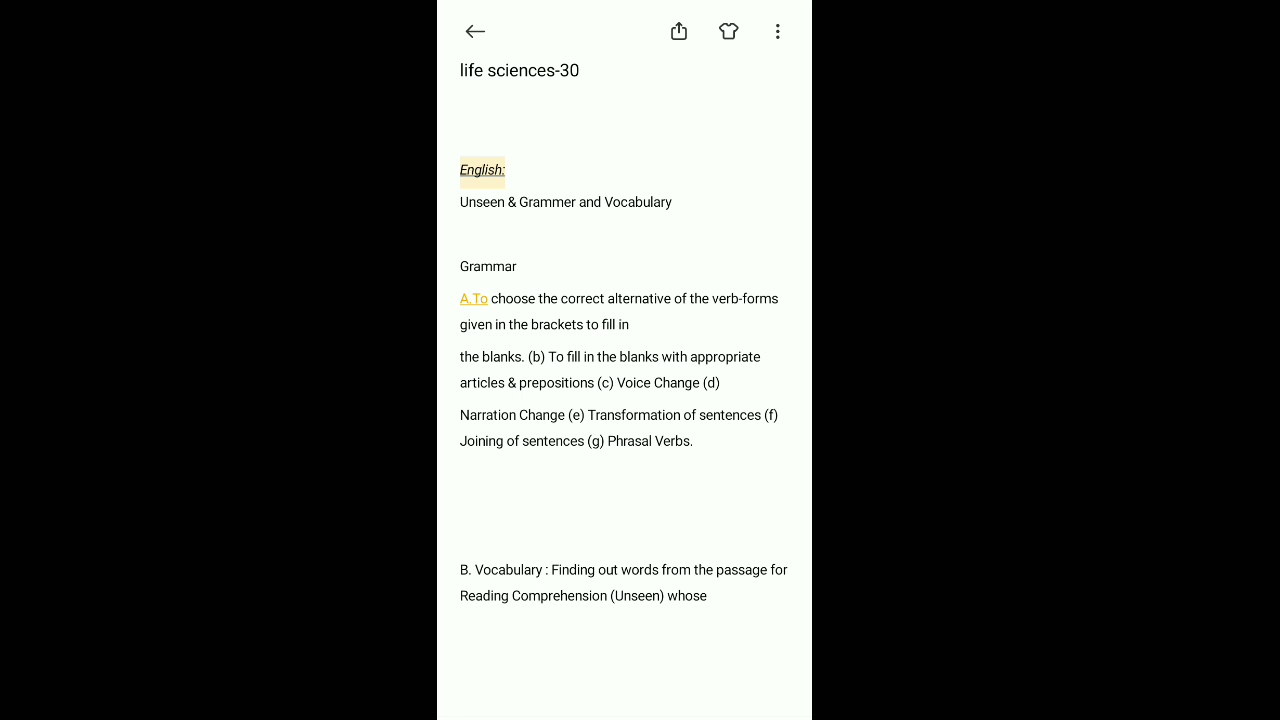 life sciences-30
English:
Unseen & Grammer and Vocabulary
Grammar
A.To choose the correct alternative of the verb-forms
given in the brackets to fill in
the blanks. (b) To fill in the blanks with appropriate
articles & prepositions (c) Voice Change (d)
Narration Change (e) Transformation of sentences (f)
Joining of sentences (g) Phrasal Verbs.
B. Vocabulary : Finding out words from the passage for
Reading Comprehension (Unseen) whose